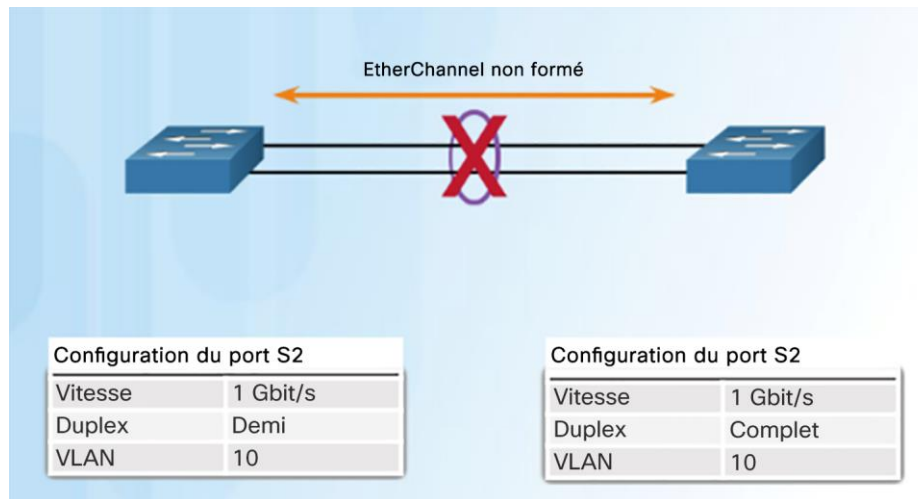 EtherChannel non formé
Configuration du port S2
Vitesse 1 Gbit/s
Duplex Demi
VLAN 10
Configuration du port S2
Vitesse 1 Gbit/s
Duplex Complet
VLAN 10